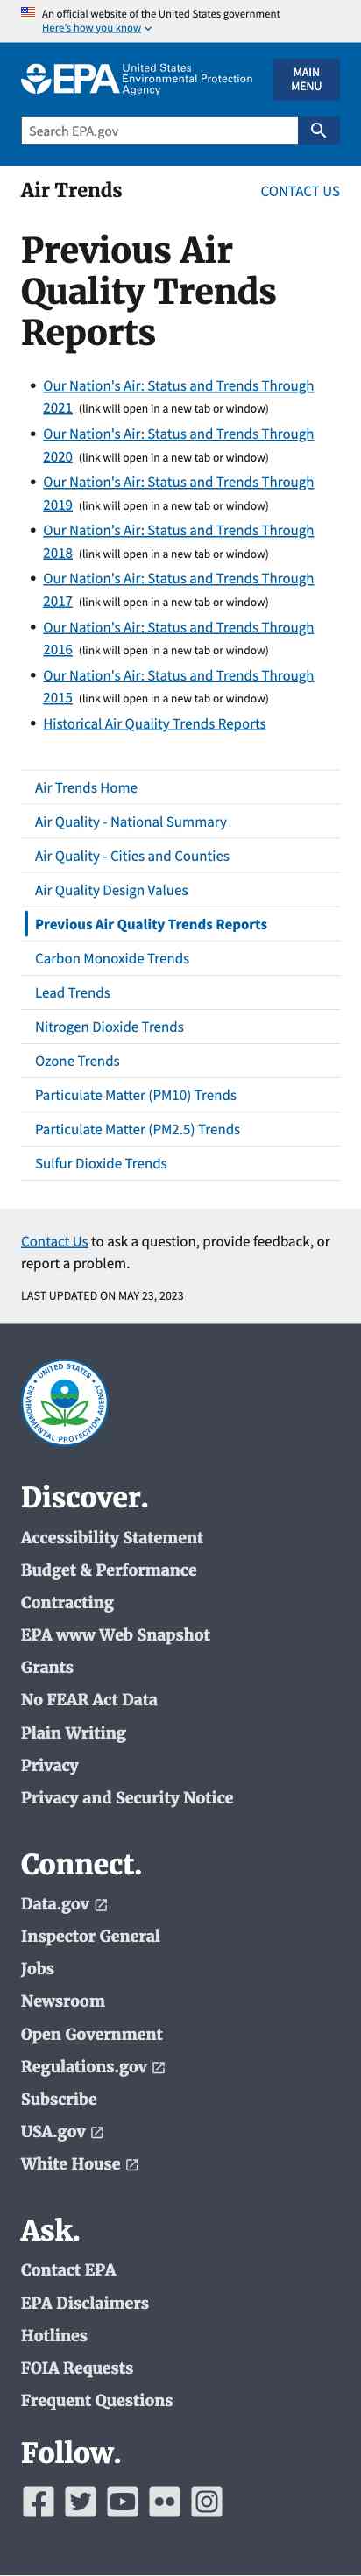 An official website of the United States government
Here's how you know
EPA United States
Environmental Protection
Agency
MAIN
MENU
Search EPA.gov
Air Trends
CONTACT US
Previous Air
Quality Trends
Reports
Our Nation's Air: Status and Trends Through
2021 (link will open in a new tab or window)
Our Nation's Air: Status and Trends Through
2020 (link will open in a new tab or window)
Our Nation's Air: Status and Trends Through
2019 (link will open in a new tab or window)
Our Nation's Air: Status and Trends Through
2018 (link will open in a new tab or window)
Our Nation's Air: Status and Trends Through
2017 (link will open in a new tab or window)
Our Nation's Air: Status and Trends Through
2016 (link will open in a new tab or window)
Our Nation's Air: Status and Trends Through
2015 (link will open in a new tab or window)
Historical Air Quality Trends Reports
Air Trends Home
Air Quality - National Summary
Air Quality - Cities and Counties
Air Quality Design Values
Previous Air Quality Trends Reports
Carbon Monoxide Trends
Lead Trends
Nitrogen Dioxide Trends
Ozone Trends
Particulate Matter (PM10) Trends
Particulate Matter (PM2.5) Trends
Sulfur Dioxide Trends
Contact Us to ask a question, provide feedback, or
report a problem.
LAST UPDATED ON MAY 23, 2023
UNITED STATES
ENVIRONMENTAL PROTECTION AGENCY
Discover.
Accessibility Statement
Budget & Performance
Contracting
EPA www Web Snapshot
Grants
No FEAR Act Data
Plain Writing
Privacy
Privacy and Security Notice
Connect.
Data.gov
Inspector General
Jobs
Newsroom
Open Government
Regulations.gov
Subscribe
USA.gov
White House
Ask.
Contact EPA
EPA Disclaimers
Hotlines
FOIA Requests
Frequent Questions
Follow.